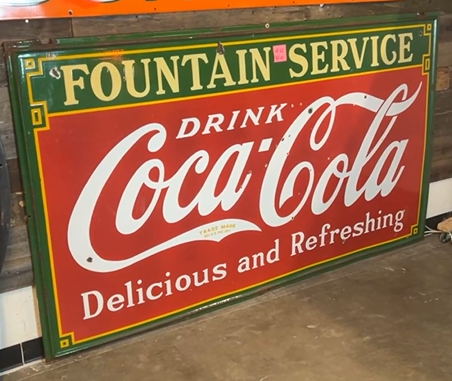 FOUNTAIN SERVICE
DRINK
Coca-Cola
TRADE MARK
Delicious and Refreshing